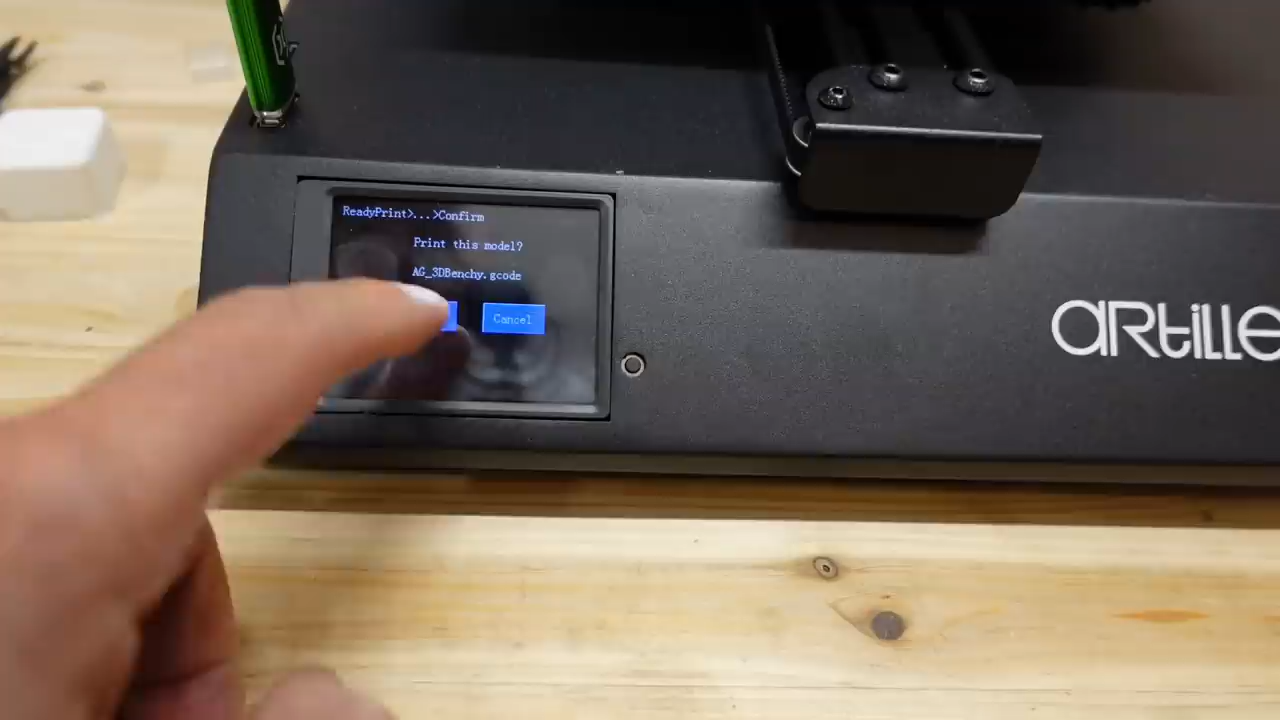 ReadyPrint>...>Confirm
Print this model?
AG_3DBenchy.gcode
Cancel
aRtille